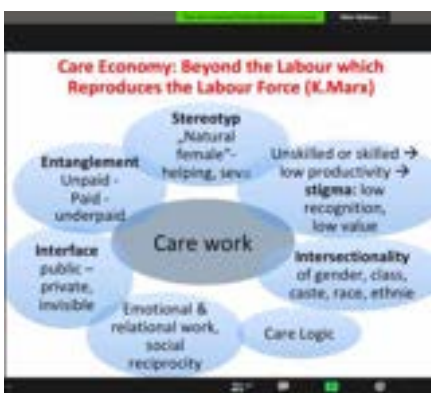 Care Economy: Beyond the Labour which
Reproduces the Labour Force (K.Marx)
Stereotyp
„Natural
female"-
helping, seva
Entanglement
Unpaid -
Paid -
underpaid
Unskilled or skilled →
low productivity →
stigma: low
recognition,
low value
Care work
Interface
public –
private,
invisible
Intersectionality
of gender, class,
caste, race, ethnie
Emotional &
relational work,
social
reciprocity
Care Logic